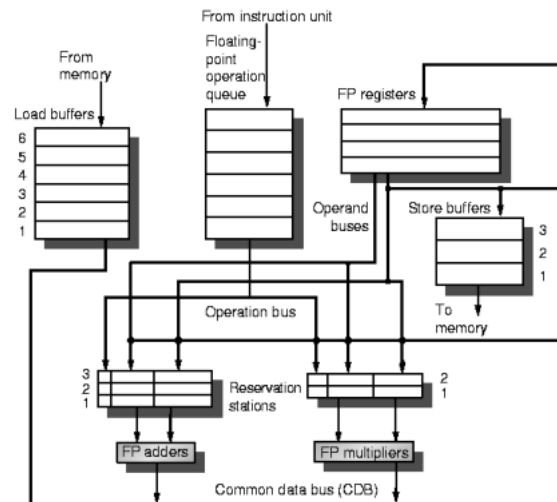 From instruction unit
Floating-
point
operation
queue
From
memory
Load buffers
FP registers
6
5
4
3
2
1
Operand
buses
Store buffers
3
2
1
To
memory
Operation bus
3
2
1
Reservation
stations
2
1
FP adders
FP multipliers
Common data bus (CDB)